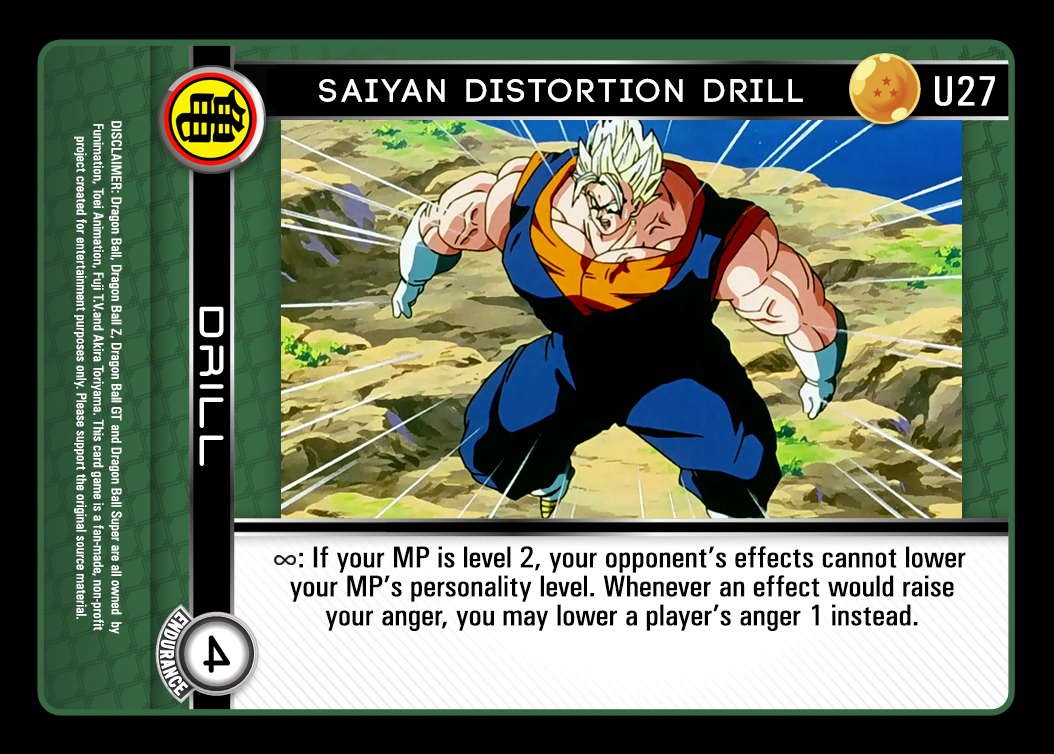 SAIYAN DISTORTION DRILL
U27
DISCLAIMER: Dragon Ball, Dragon Ball Z, Dragon Ball GT and Dragon Ball Super are all owned by
Funimation, Toei Animation, Fuji T.V.and Akira Toriyama. This card game is a fan-made, non-profit
project created for entertainment purposes only. Please support the original source material.
DRILL
∞: If your MP is level 2, your opponent's effects cannot lower
your MP's personality level. Whenever an effect would raise
your anger, you may lower a player's anger 1 instead.
ENDURANCE
4